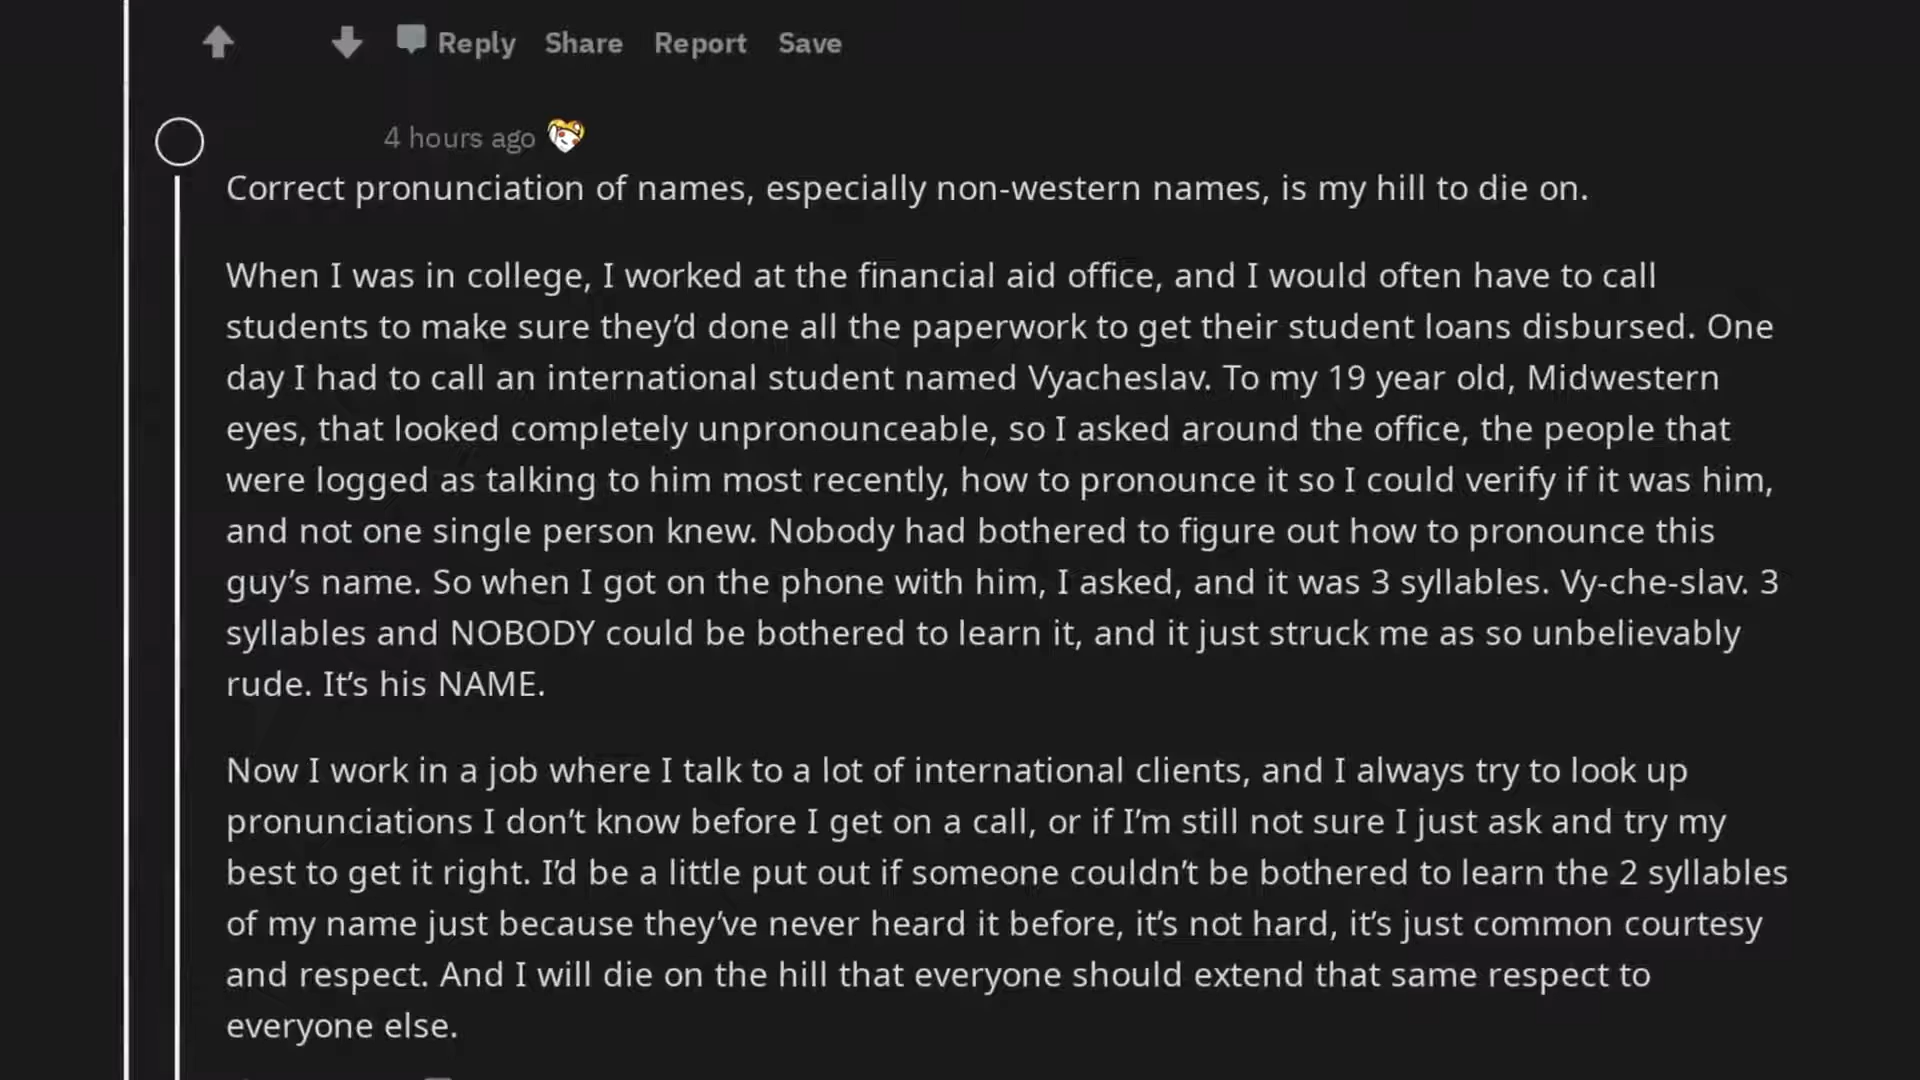 Reply Share Report Save
4 hours ago
Correct pronunciation of names, especially non-western names, is my hill to die on.
When I was in college, I worked at the financial aid office, and I would often have to call
students to make sure they’d done all the paperwork to get their student loans disbursed. One
day I had to call an international student named Vyacheslav. To my 19 year old, Midwestern
eyes, that looked completely unpronounceable, so I asked around the office, the people that
were logged as talking to him most recently, how to pronounce it so I could verify if it was him,
and not one single person knew. Nobody had bothered to figure out how to pronounce this
guy’s name. So when I got on the phone with him, I asked, and it was 3 syllables. Vy-che-slav. 3
syllables and NOBODY could be bothered to learn it, and it just struck me as so unbelievably
rude. It’s his NAME.
Now I work in a job where I talk to a lot of international clients, and I always try to look up
pronunciations I don’t know before I get on a call, or if I’m still not sure I just ask and try my
best to get it right. I’d be a little put out if someone couldn’t be bothered to learn the 2 syllables
of my name just because they’ve never heard it before, it’s not hard, it’s just common courtesy
and respect. And I will die on the hill that everyone should extend that same respect to
everyone else.